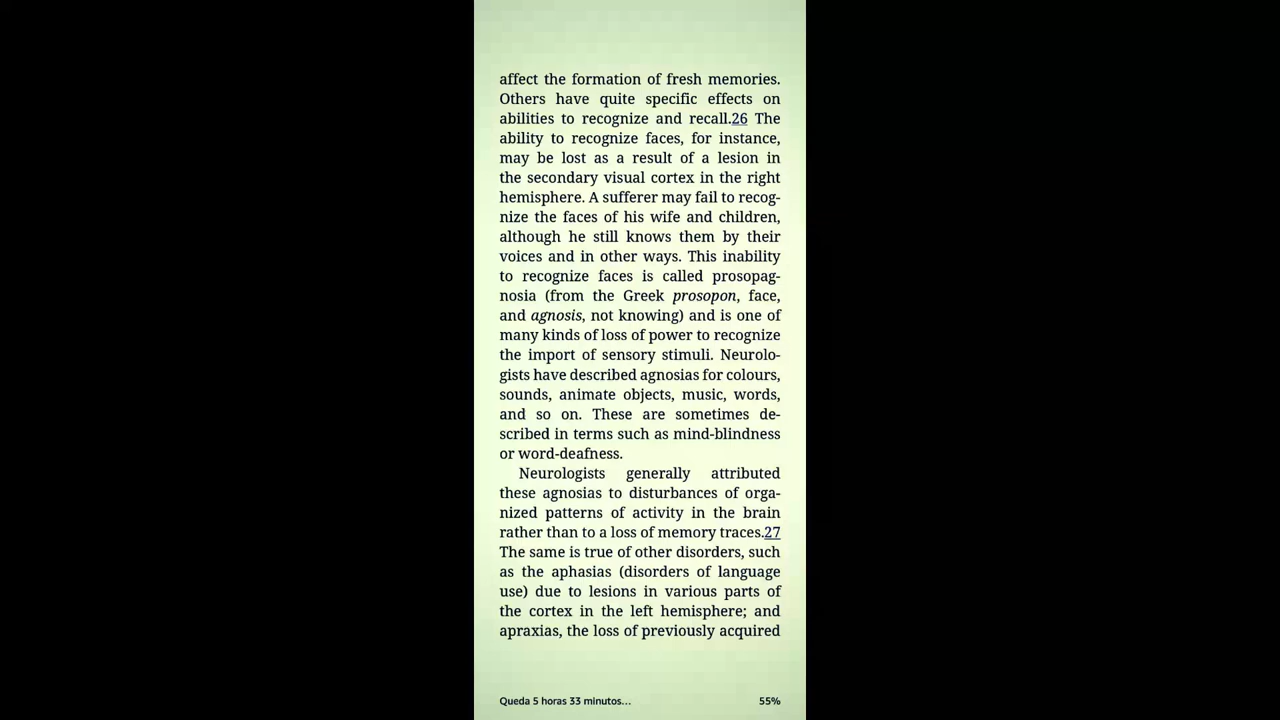 affect the formation of fresh memories.
Others have quite specific effects on
abilities to recognize and recall.26 The
ability to recognize faces, for instance,
may be lost as a result of a lesion in
the secondary visual cortex in the right
hemisphere. A sufferer may fail to recog-
nize the faces of his wife and children,
although he still knows them by their
voices and in other ways. This inability
to recognize faces is called prosopag-
nosia (from the Greek prosopon, face,
and agnosis, not knowing) and is one of
many kinds of loss of power to recognize
the import of sensory stimuli. Neurolo-
gists have described agnosias for colours,
sounds, animate objects, music, words,
and so on. These are sometimes de-
scribed in terms such as mind-blindness
or word-deafness.
Neurologists generally attributed
these agnosias to disturbances of orga-
nized patterns of activity in the brain
rather than to a loss of memory traces.27
The same is true of other disorders, such
as the aphasias (disorders of language
use) due to lesions in various parts of
the cortex in the left hemisphere; and
apraxias, the loss of previously acquired
Queda 5 horas 33 minutos... 55%